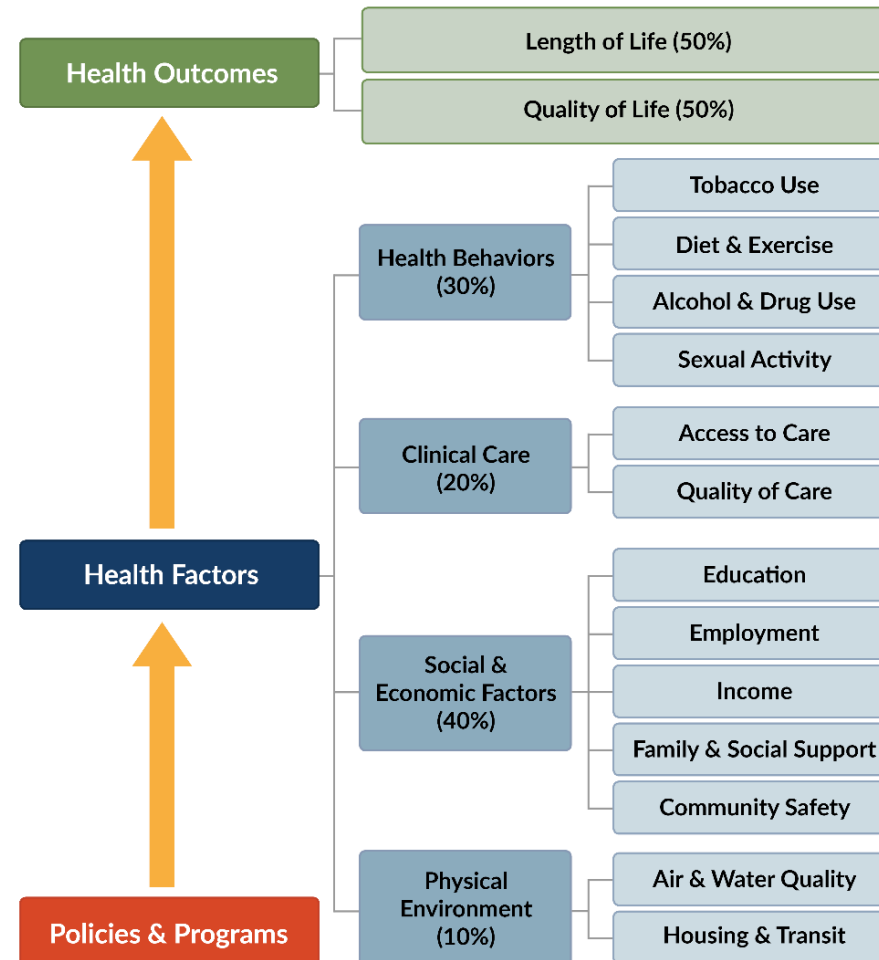 Health Outcomes
Length of Life (50%)
Quality of Life (50%)
Health Factors
Health Behaviors
(30%)
Tobacco Use
Diet & Exercise
Alcohol & Drug Use
Sexual Activity
Clinical Care
(20%)
Access to Care
Quality of Care
Social &
Economic Factors
(40%)
Education
Employment
Income
Family & Social Support
Community Safety
Physical
Environment
(10%)
Air & Water Quality
Housing & Transit
Policies & Programs